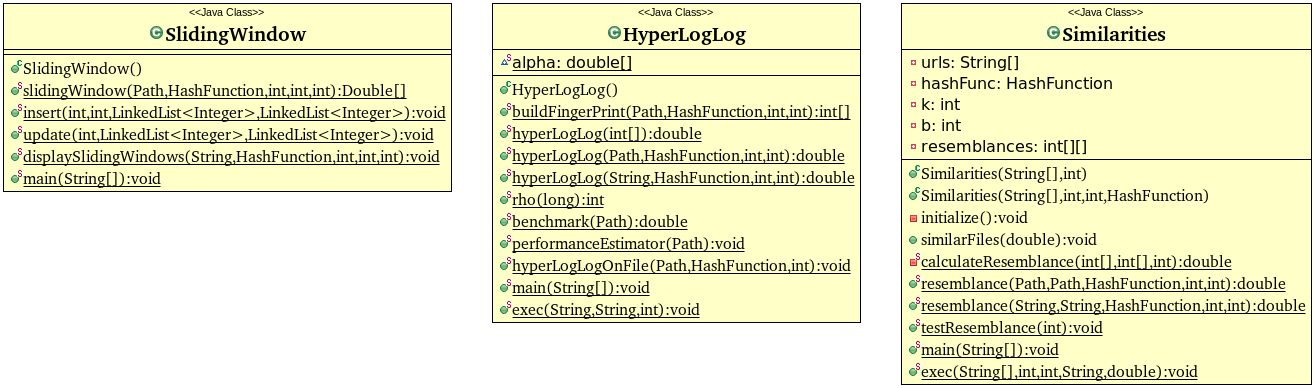 <<Java Class>>
SlidingWindow
SlidingWindow()
slidingWindow(Path,HashFunction,int,int,int):Double[]
insert(int,int,LinkedList<Integer>,LinkedList<Integer>):void
update(int,LinkedList<Integer>,LinkedList<Integer>):void
displaySlidingWindows(String,HashFunction,int,int,int):void
main(String[]):void
<<Java Class>>
HyperLogLog
alpha: double[]
HyperLogLog()
buildFingerPrint(Path,HashFunction,int,int):int[]
hyperLogLog(int[]):double
hyperLogLog(Path,HashFunction,int,int):double
hyperLogLog(String,HashFunction,int,int):double
rho(long):int
benchmark(Path):double
performanceEstimator(Path):void
hyperLogLogOnFile(Path,HashFunction,int):void
main(String[]):void
exec(String,String,int):void
<<Java Class>>
Similarities
urls: String[]
hashFunc: HashFunction
k: int
b: int
resemblances: int[][]
Similarities(String[],int)
Similarities(String[],int,int,HashFunction)
initialize():void
similarFiles(double):void
calculateResemblance(int[],int[],int):double
resemblance(Path,Path,HashFunction,int,int):double
resemblance(String,String,HashFunction,int,int):double
testResemblance(int):void
main(String[]):void
exec(String[],int,int,String,double):void